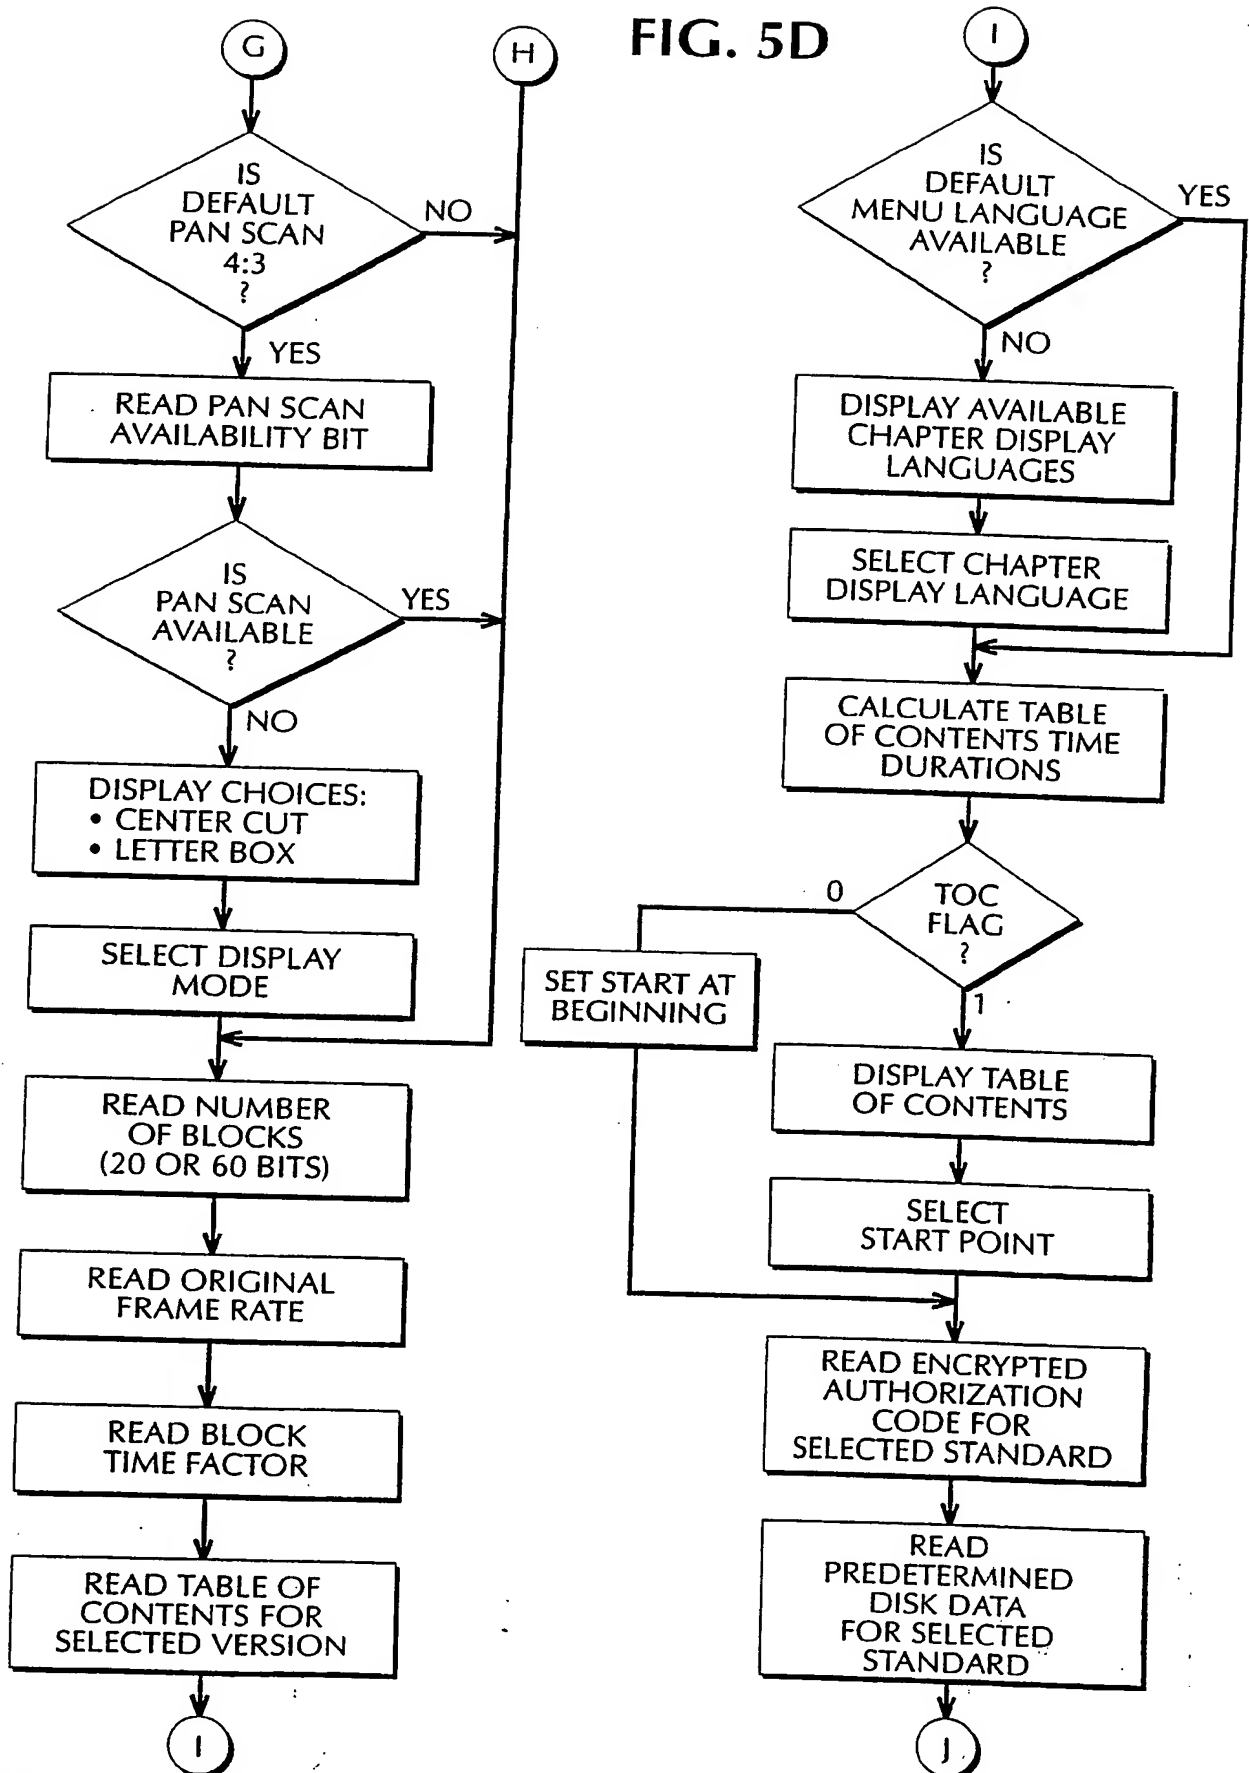 FIG. 5D
G
H
IS
DEFAULT
PAN SCAN
4:3
?
NO
YES
READ PAN SCAN
AVAILABILITY BIT
IS
PAN SCAN
AVAILABLE
?
YES
NO
DISPLAY CHOICES:
• CENTER CUT
• LETTER BOX
SELECT DISPLAY
MODE
READ NUMBER
OF BLOCKS
(20 OR 60 BITS)
READ ORIGINAL
FRAME RATE
READ BLOCK
TIME FACTOR
READ TABLE OF
CONTENTS FOR
SELECTED VERSION
I
I
IS
DEFAULT
MENU LANGUAGE
AVAILABLE
?
YES
NO
DISPLAY AVAILABLE
CHAPTER DISPLAY
LANGUAGES
SELECT CHAPTER
DISPLAY LANGUAGE
CALCULATE TABLE
OF CONTENTS TIME
DURATIONS
TOC
FLAG
?
0
1
SET START AT
BEGINNING
DISPLAY TABLE
OF CONTENTS
SELECT
START POINT
READ ENCRYPTED
AUTHORIZATION
CODE FOR
SELECTED STANDARD
READ
PREDETERMINED
DISK DATA
FOR SELECTED
STANDARD
J